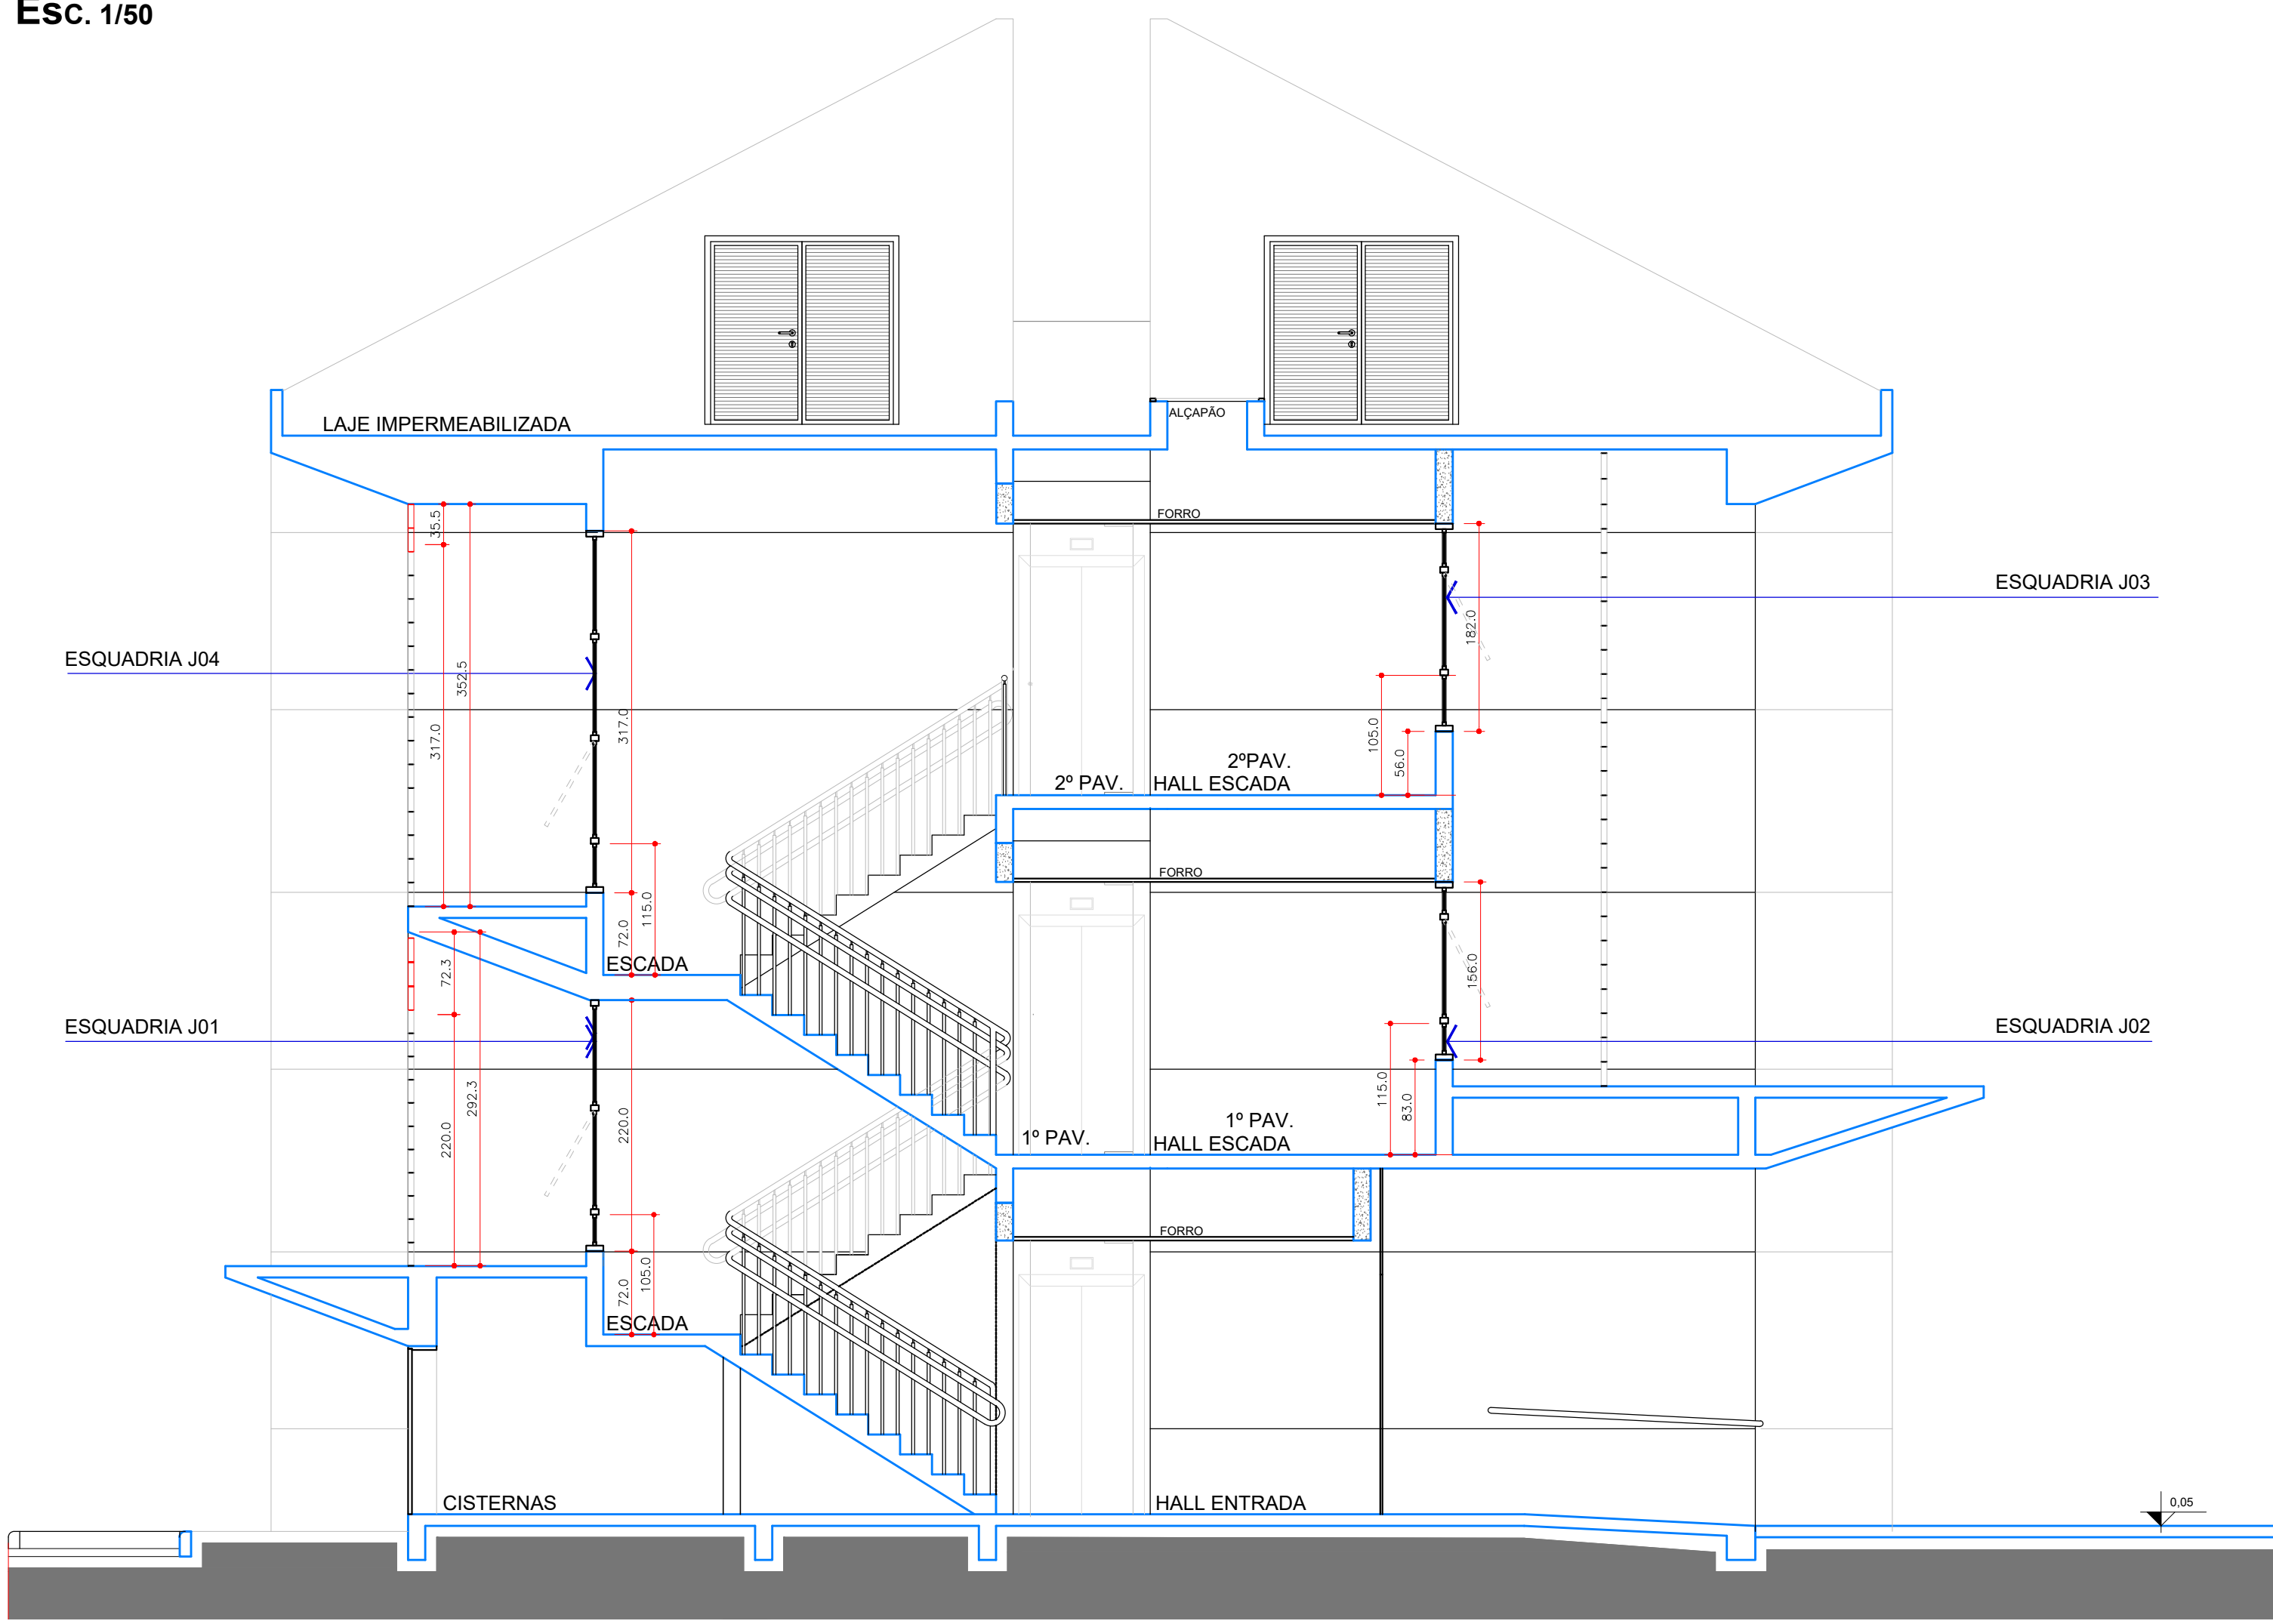 Esc. 1/50
ALÇAPÃO
LAJE IMPERMEABILIZADA
FORRO
35.5
ESQUADRIA J03
182.0
ESQUADRIA J04
352.5
317.0
317.0
105.0
56.0
2ºPAV.
2º PAV.
HALL ESCADA
FORRO
115.0
72.0
ESCADA
72.3
156.0
ESQUADRIA J01
ESQUADRIA J02
292.3
220.0
220.0
115.0
83.0
1º PAV.
1º PAV.
HALL ESCADA
FORRO
105.0
72.0
ESCADA
CISTERNAS
HALL ENTRADA
0,05